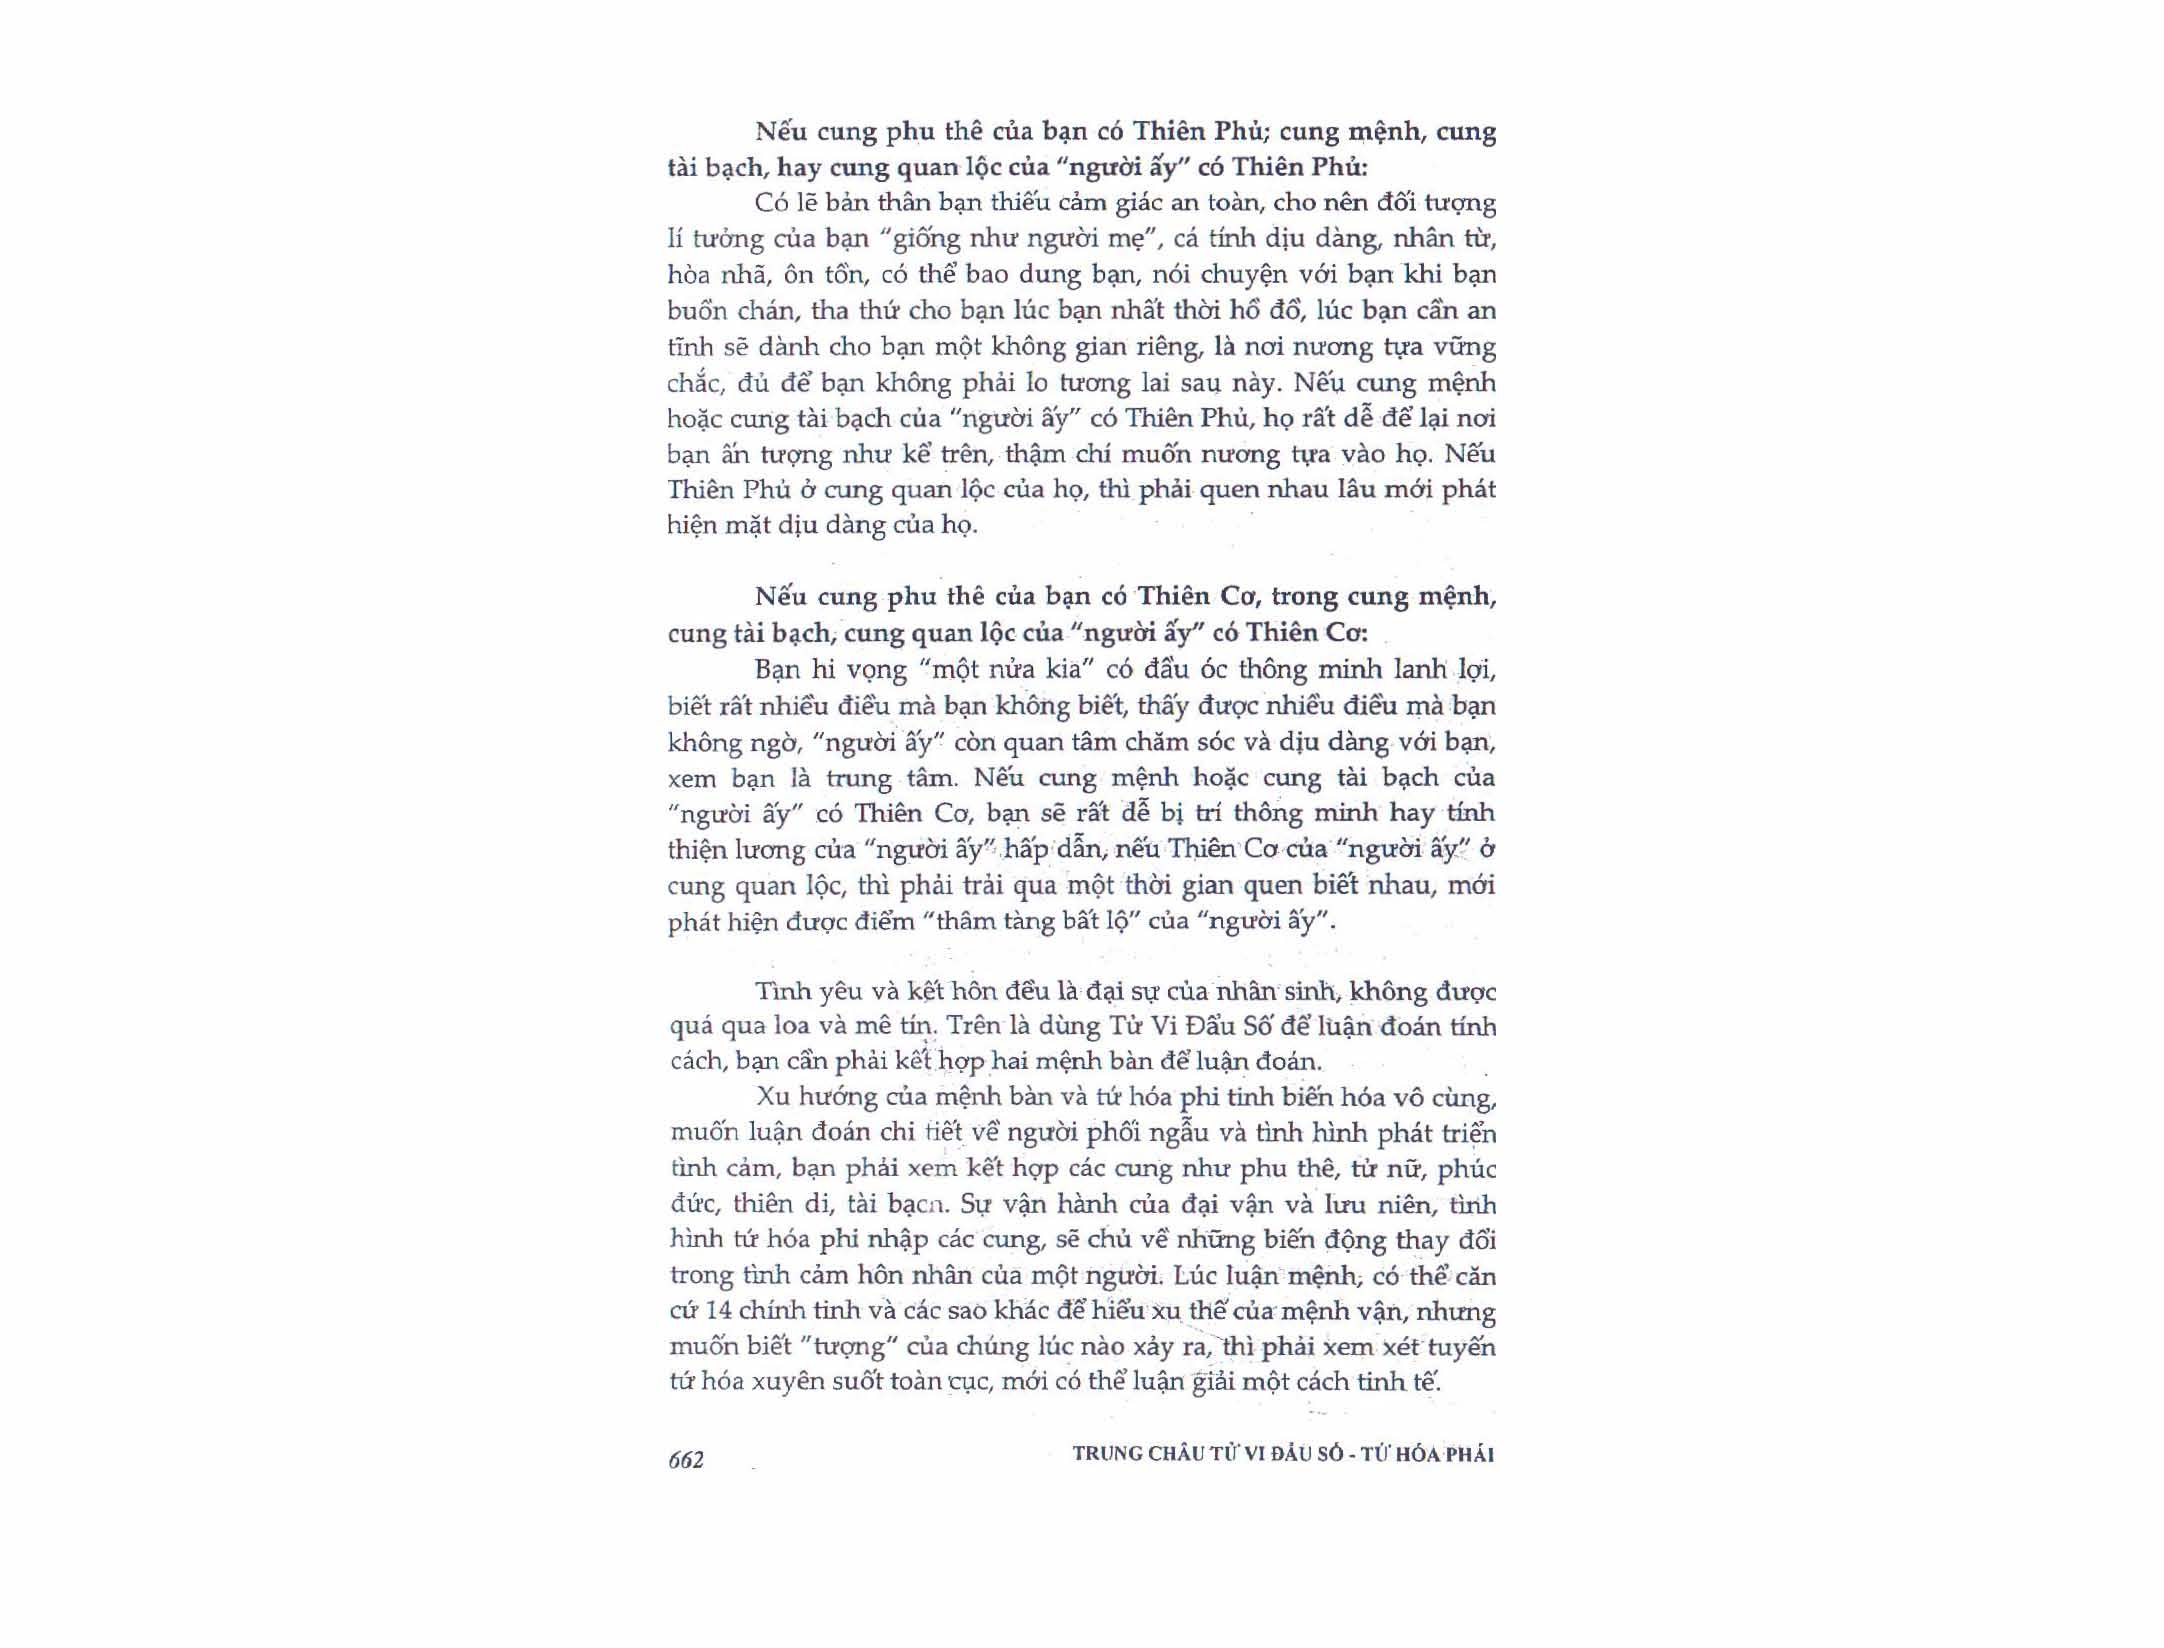 Nếu cung phu thê của bạn có Thiên Phủ; cung mệnh, cung
tài bạch, hay cung quan lộc của "người ấy" có Thiên Phủ:
Có lẽ bản thân bạn thiếu cảm giác an toàn, cho nên đối tượng
lí tưởng của bạn "giống như người mẹ", cá tính dịu dàng, nhân từ,
hòa nhã, ôn tồn, có thể bao dung bạn, nói chuyện với bạn khi bạn
buồn chán, tha thứ cho bạn lúc bạn nhất thời hồ đồ, lúc bạn cần an
tĩnh sẽ dành cho bạn một không gian riêng, là nơi nương tựa vững
chắc, đủ để bạn không phải lo tương lai sau này. Nếu cung mệnh
hoặc cung tài bạch của "người ấy" có Thiên Phủ, họ rất dễ để lại nơi
bạn ấn tượng như kể trên, thậm chí muốn nương tựa vào họ. Nếu
Thiên Phủ ở cung quan lộc của họ, thì phải quen nhau lâu mới phát
hiện mặt dịu dàng của họ.
Nếu cung phu thê của bạn có Thiên Cơ, trong cung mệnh,
cung tài bạch, cung quan lộc của "người ấy" có Thiên Cơ:
Bạn hi vọng "một nửa kia" có đầu óc thông minh lanh lợi,
biết rất nhiều điều mà bạn không biết, thấy được nhiều điều mà bạn
không ngờ, "người ấy" còn quan tâm chăm sóc và dịu dàng với bạn,
xem bạn là trung tâm. Nếu cung mệnh hoặc cung tài bạch của
"người ấy" có Thiên Cơ, bạn sẽ rất dễ bị trí thông minh hay tính
thiện lương của "người ấy" hấp dẫn, nếu Thiên Cơ của "người ấy" ở
cung quan lộc, thì phải trải qua một thời gian quen biết nhau, mới
phát hiện được điểm "thâm tàng bất lộ" của "người ấy".
Tình yêu và kết hôn đều là đại sự của nhân sinh, không được
quá qua loa và mê tín. Trên là dùng Tử Vi Đẩu Số để luận đoán tính
cách, bạn cần phải kết hợp hai mệnh bàn để luận đoán.
Xu hướng của mệnh bàn và tứ hóa phi tinh biến hóa vô cùng,
muốn luận đoán chi tiết về người phối ngẫu và tình hình phát triển
tình cảm, bạn phải xem kết hợp các cung như phu thê, tử nữ, phúc
đức, thiên di, tài bạch. Sự vận hành của đại vận và lưu niên, tình
hình tứ hóa phi nhập các cung, sẽ chủ về những biến động thay đổi
trong tình cảm hôn nhân của một người. Lúc luận mệnh, có thể căn
cứ 14 chính tinh và các sao khác để hiểu xu thế của mệnh vận, nhưng
muốn biết "tượng" của chúng lúc nào xảy ra, thì phải xem xét tuyến
tứ hóa xuyên suốt toàn cục, mới có thể luận giải một cách tinh tế.
662 TRUNG CHÂU TỬ VI ĐẨU SỐ - TỨ HÓA PHÁI